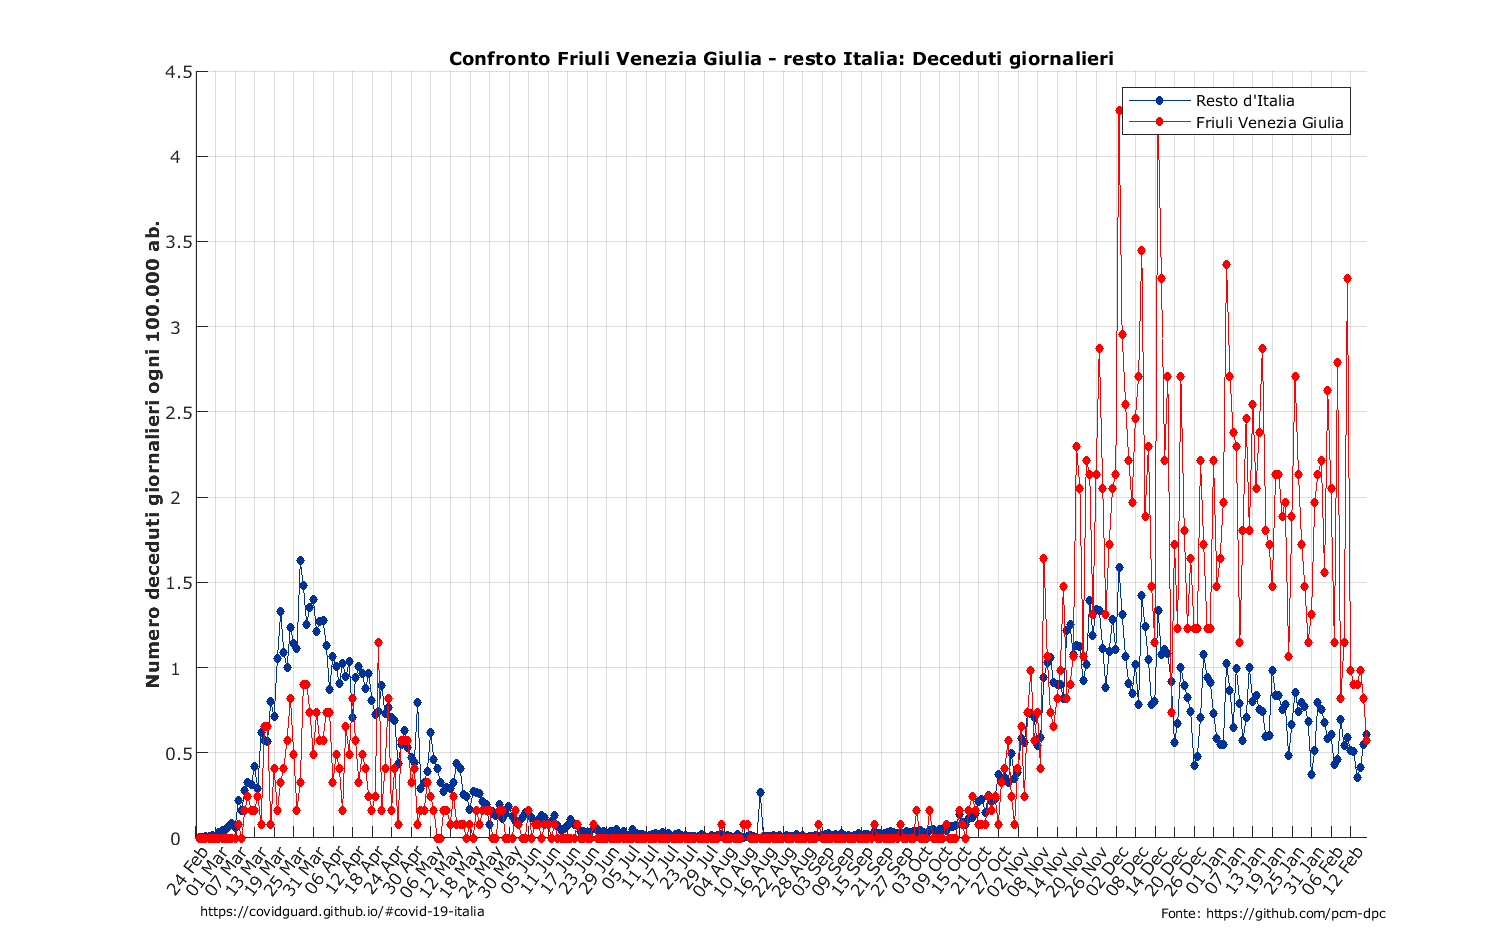 Confronto Friuli Venezia Giulia - resto Italia: Deceduti giornalieri
Numero deceduti giornalieri ogni 100.000 ab.
4.5
4
3.5
3
2.5
2
1.5
1
0.5
0
Resto d'Italia
Friuli Venezia Giulia
24 Feb
01 Mar
07 Mar
13 Mar
19 Mar
25 Mar
31 Mar
06 Apr
12 Apr
18 Apr
24 Apr
30 Apr
06 May
12 May
18 May
24 May
30 May
05 Jun
11 Jun
17 Jun
23 Jun
29 Jun
05 Jul
11 Jul
17 Jul
23 Jul
29 Jul
04 Aug
10 Aug
16 Aug
22 Aug
28 Aug
03 Sep
09 Sep
15 Sep
21 Sep
27 Sep
03 Oct
09 Oct
15 Oct
21 Oct
27 Oct
02 Nov
08 Nov
14 Nov
20 Nov
26 Nov
02 Dec
08 Dec
14 Dec
20 Dec
26 Dec
01 Jan
07 Jan
13 Jan
19 Jan
25 Jan
31 Jan
06 Feb
12 Feb
https://covidguard.github.io/#covid-19-italia
Fonte: https://github.com/pcm-dpc